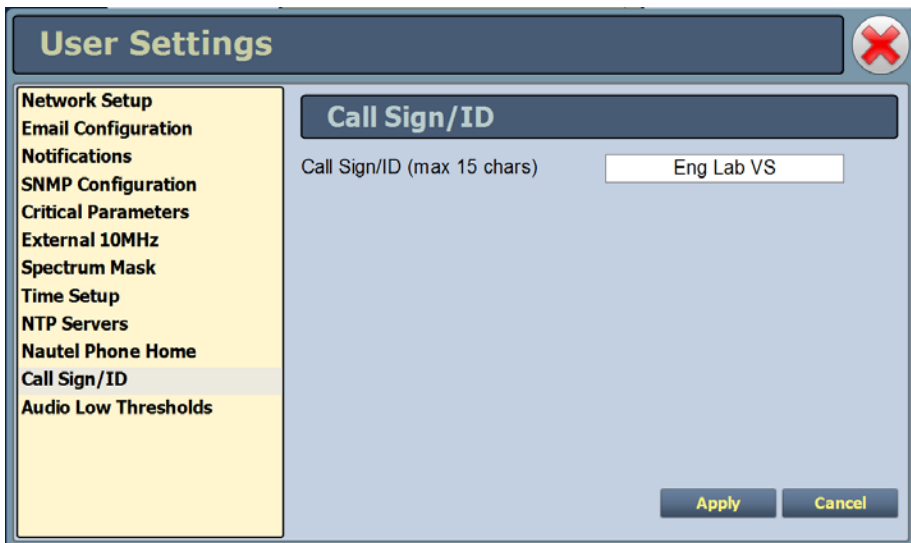 User Settings
Network Setup
Email Configuration
Notifications
SNMP Configuration
Critical Parameters
External 10MHz
Spectrum Mask
Time Setup
NTP Servers
Nautel Phone Home
Call Sign/ID
Audio Low Thresholds
Call Sign/ID
Call Sign/ID (max 15 chars) Eng Lab VS
Apply Cancel